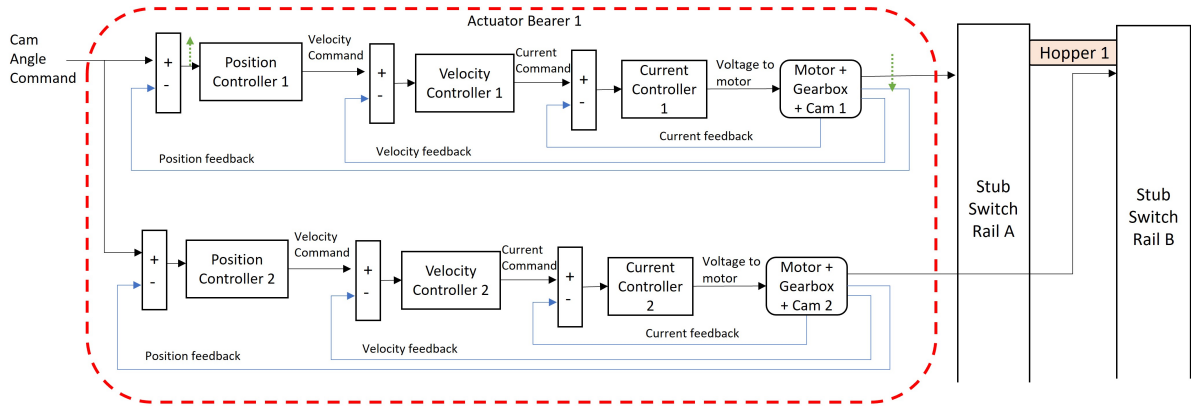 Actuator Bearer 1
Cam
Angle
Command
+
-
Position
Controller 1
Velocity
Command
+
-
Velocity
Controller 1
Current
Command
+
-
Current
Controller
1
Voltage to
motor
Motor +
Gearbox
+ Cam 1
Hopper 1
Current feedback
Velocity feedback
Position feedback
Stub
Switch
Rail A
Stub
Switch
Rail B
+
-
Position
Controller 2
Velocity
Command
+
-
Velocity
Controller 2
Current
Command
+
-
Current
Controller
2
Voltage to
motor
Motor +
Gearbox
+ Cam 2
Current feedback
Velocity feedback
Position feedback